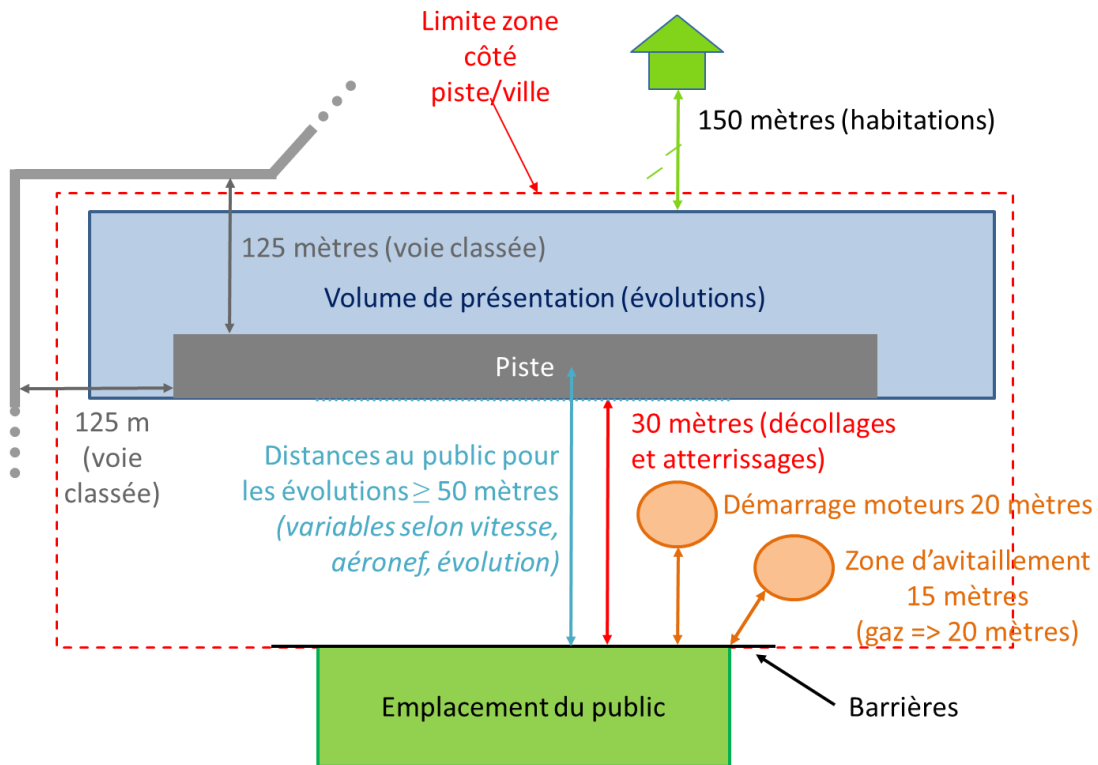 Limite zone
côté
piste/ville
150 mètres (habitations)
125 mètres (voie classée)
Volume de présentation (évolutions)
Piste
125 m
(voie
classée)
30 mètres (décollages
et atterrissages)
Distances au public pour
les évolutions ≥ 50 mètres
(variables selon vitesse,
aéronef, évolution)
Démarrage moteurs 20 mètres
Zone d’avitaillement
15 mètres
(gaz => 20 mètres)
Emplacement du public
Barrières